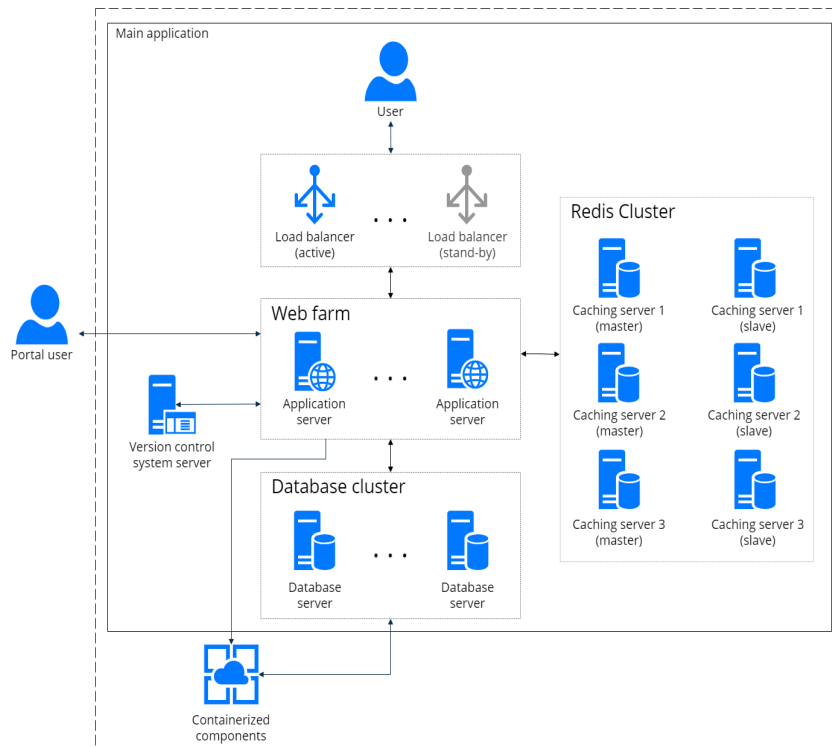 Main application
User
Load balancer
(active)
. . .
Load balancer
(stand-by)
Redis Cluster
Caching server 1
(master)
Caching server 1
(slave)
Caching server 2
(master)
Caching server 2
(slave)
Caching server 3
(master)
Caching server 3
(slave)
Web farm
Application
server
. . .
Application
server
Portal user
Version control
system server
Database cluster
Database
server
. . .
Database
server
Containerized
components